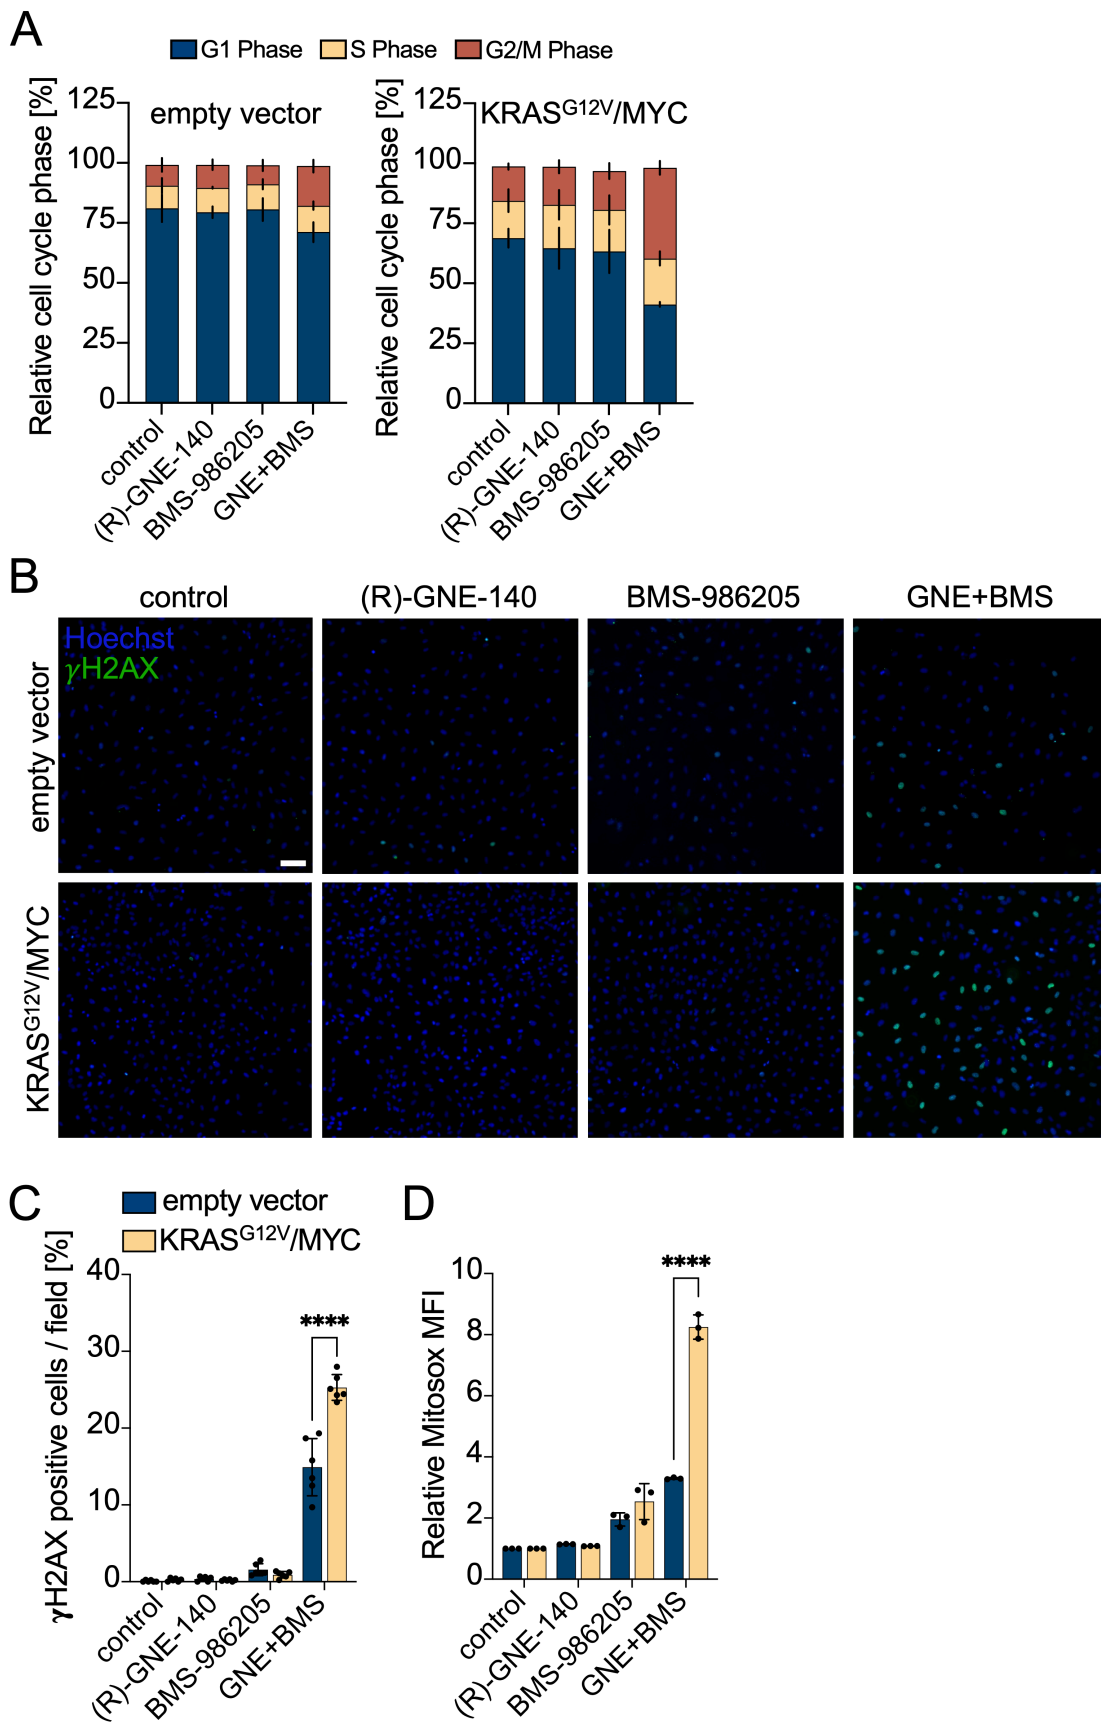 A
G1 Phase S Phase G2/M Phase
Relative cell cycle phase [%]
125
100
75
50
25
0
empty vector
control
(R)-GNE-140
BMS-986205
GNE+BMS
Relative cell cycle phase [%]
125
100
75
50
25
0
KRASG12V/MYC
control
(R)-GNE-140
BMS-986205
GNE+BMS
B
control (R)-GNE-140 BMS-986205 GNE+BMS
empty vector
Hoechst
γH2AX
KRASG12V/MYC
C
empty vector
KRASG12V/MYC
γH2AX positive cells / field [%]
40
30
20
10
0
****
control
(R)-GNE-140
BMS-986205
GNE+BMS
D
Relative Mitosox MFI
10
8
6
4
2
0
****
control
(R)-GNE-140
BMS-986205
GNE+BMS